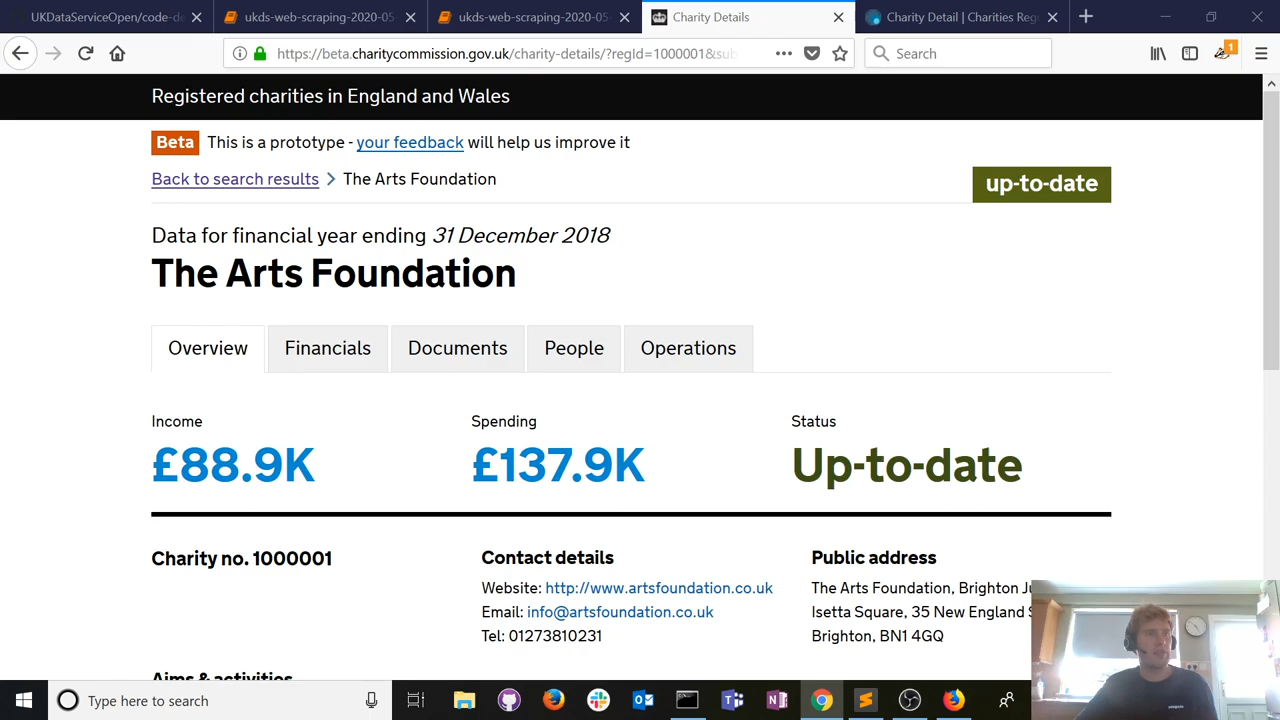 UKDataServiceOpen/code-de
ukds-web-scraping-2020-05
ukds-web-scraping-2020-05
Charity Details
Charity Detail | Charities Regu
https://beta.charitycommission.gov.uk/charity-details/?regId=1000001&sub
Search
1
Registered charities in England and Wales
Beta This is a prototype - your feedback will help us improve it
Back to search results > The Arts Foundation
up-to-date
Data for financial year ending 31 December 2018
The Arts Foundation
Overview Financials Documents People Operations
Income Spending Status
£88.9K £137.9K Up-to-date
Charity no. 1000001
Contact details
Website: http://www.artsfoundation.co.uk
Email: info@artsfoundation.co.uk
Tel: 01273810231
Public address
The Arts Foundation, Brighton
Isetta Square, 35 New England
Brighton, BN1 4GQ
Aims & activities
Type here to search